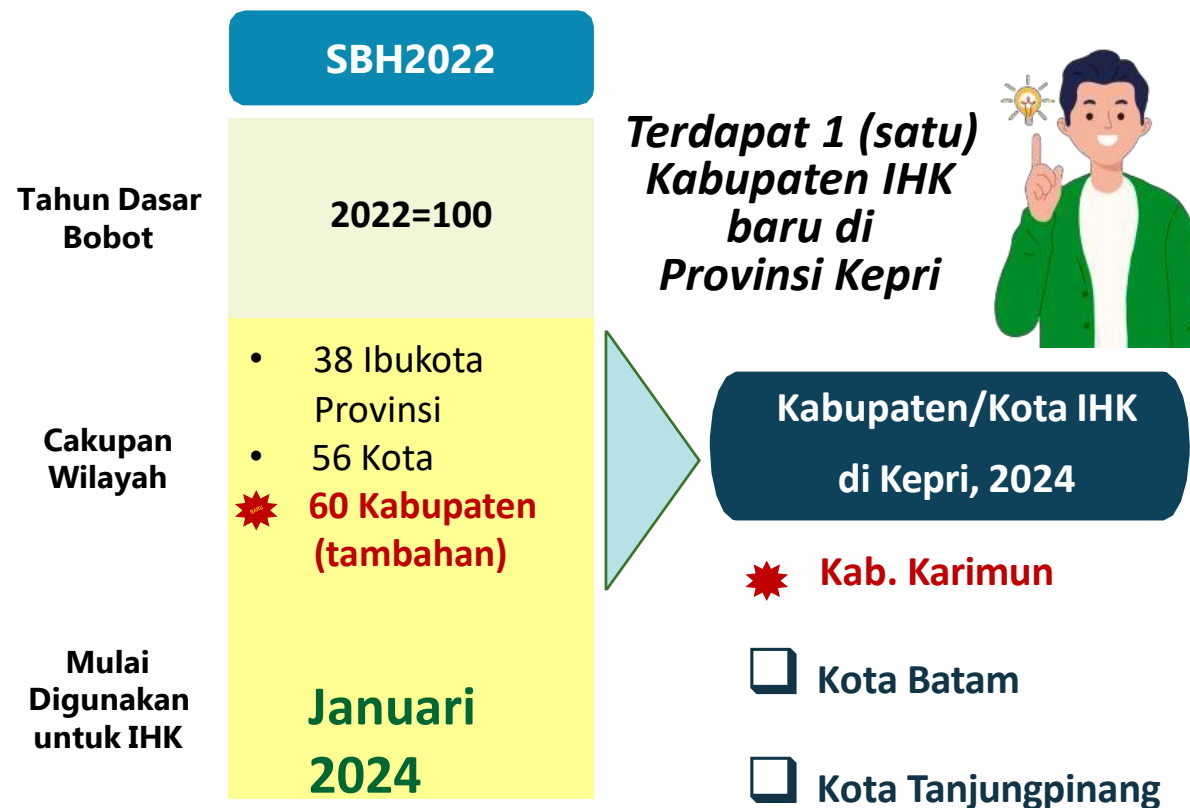 SBH2022
Tahun Dasar
Bobot
2022=100
Terdapat 1 (satu)
Kabupaten IHK
baru di
Provinsi Kepri
Cakupan
Wilayah
• 38 Ibukota
Provinsi
• 56 Kota
BARU
60 Kabupaten
(tambahan)
Kabupaten/Kota IHK
di Kepri, 2024
Kab. Karimun
Kota Batam
Kota Tanjungpinang
Mulai
Digunakan
untuk IHK
Januari
2024